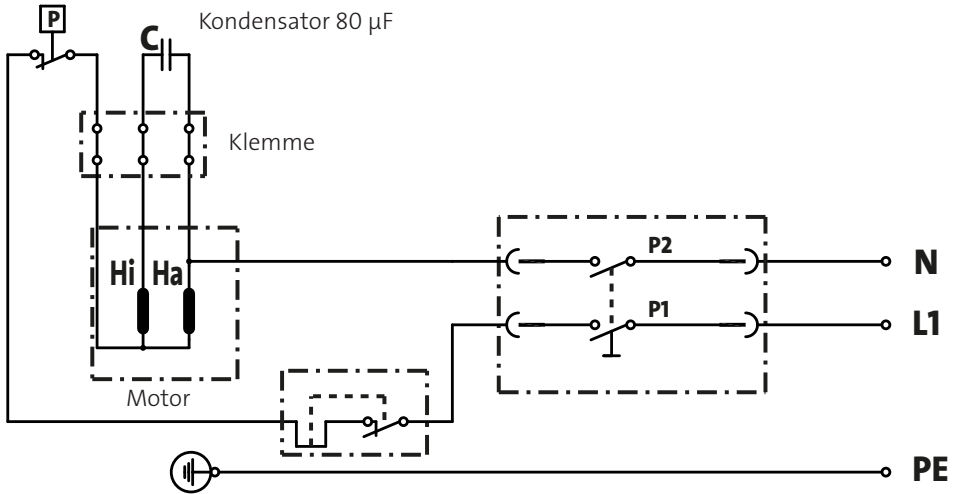 P
C
Kondensator 80 µF
Klemme
Hi
Ha
Motor
P2
P1
N
L1
PE